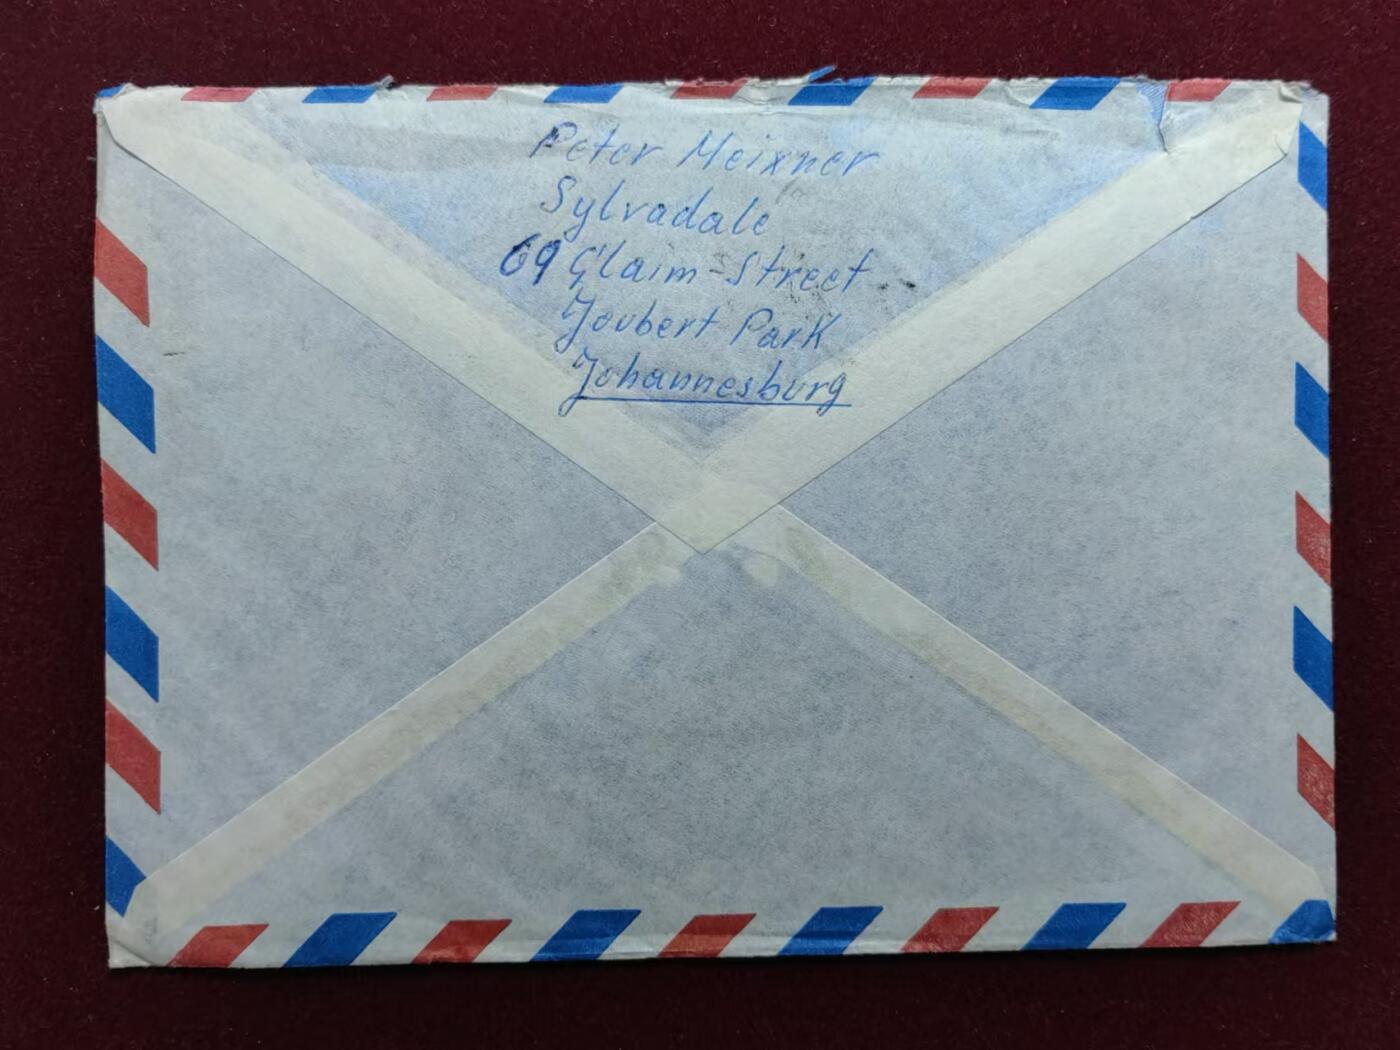 Peter Meixner
Sylvadale
69 Claim-Street
Joubert Park
Johannesburg